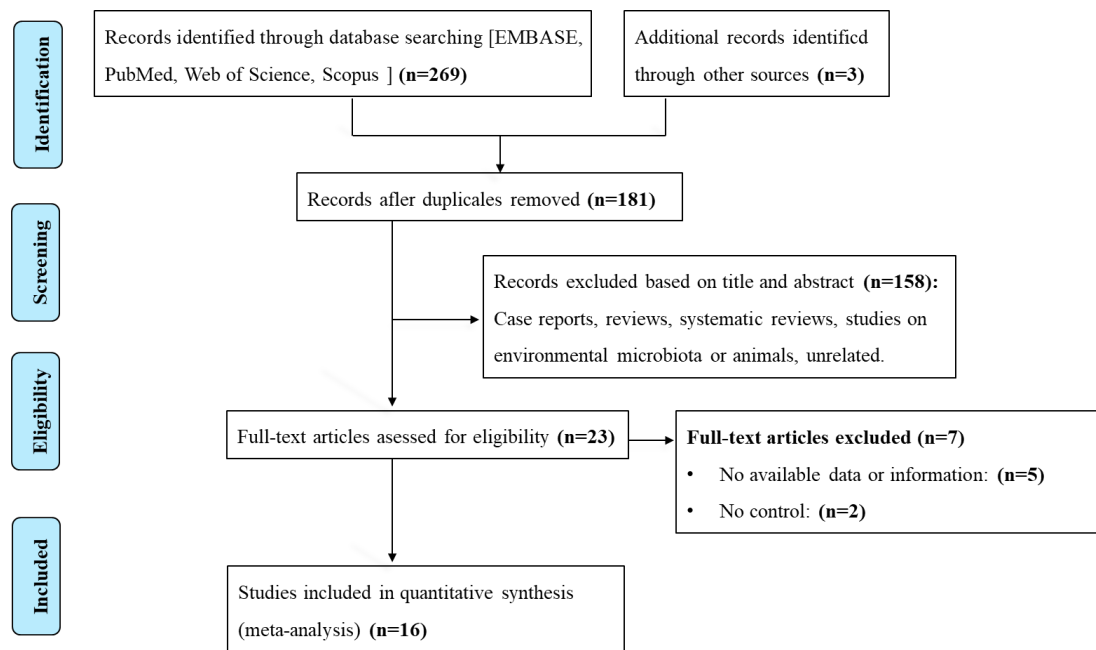 Identification
Records identified through database searching [EMBASE,
PubMed, Web of Science, Scopus ] (n=269)
Additional records identificd
through other sources (n=3)
Records afler duplicales removed (n=181)
Screening
Records excluded based on title and abstract (n=158):
Case reports, reviews, systematic reviews, studies on
environmental microbiota or animals, unrelated.
Eligibility
Full-text articles asessed for eligibility (n=23)
Full-text articles excluded (n=7)
• No available data or information: (n=5)
• No control: (n=2)
Included
Studies included in quantitative synthesis
(meta-analysis) (n=16)